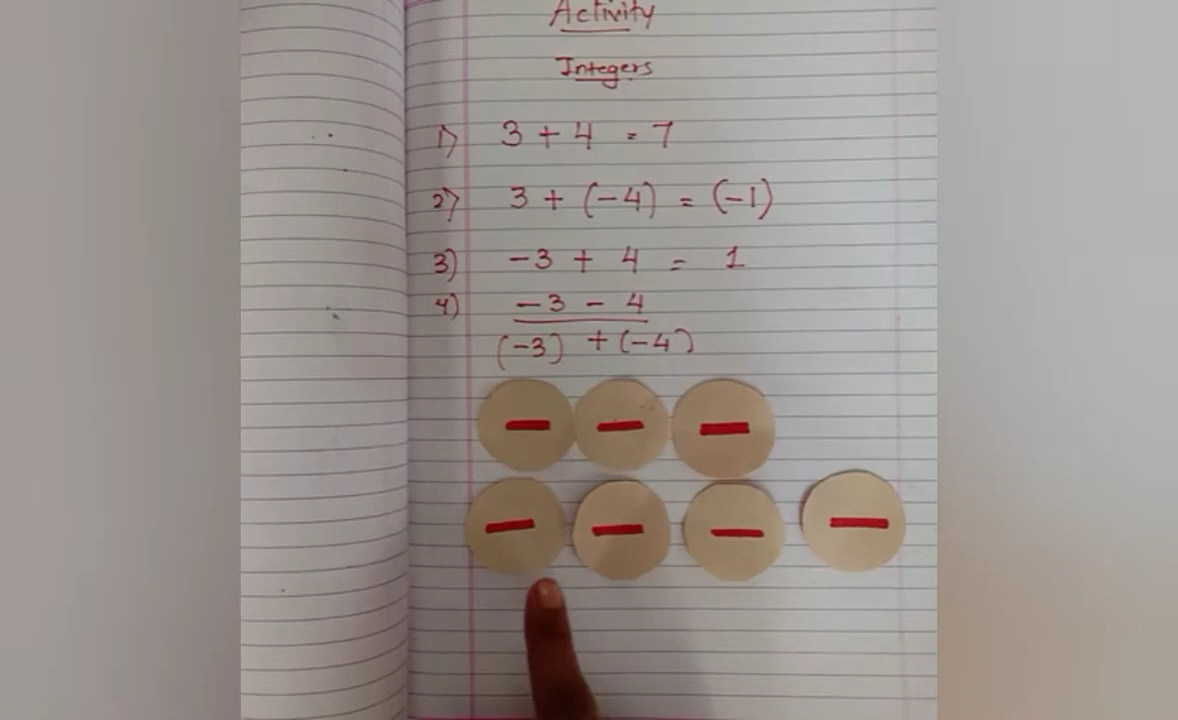 Activity
Integers
1) 3 + 4 = 7
2) 3 + (-4) = (-1)
3) -3 + 4 = 1
4) -3 - 4
(-3) + (-4)
- - -
- - - -